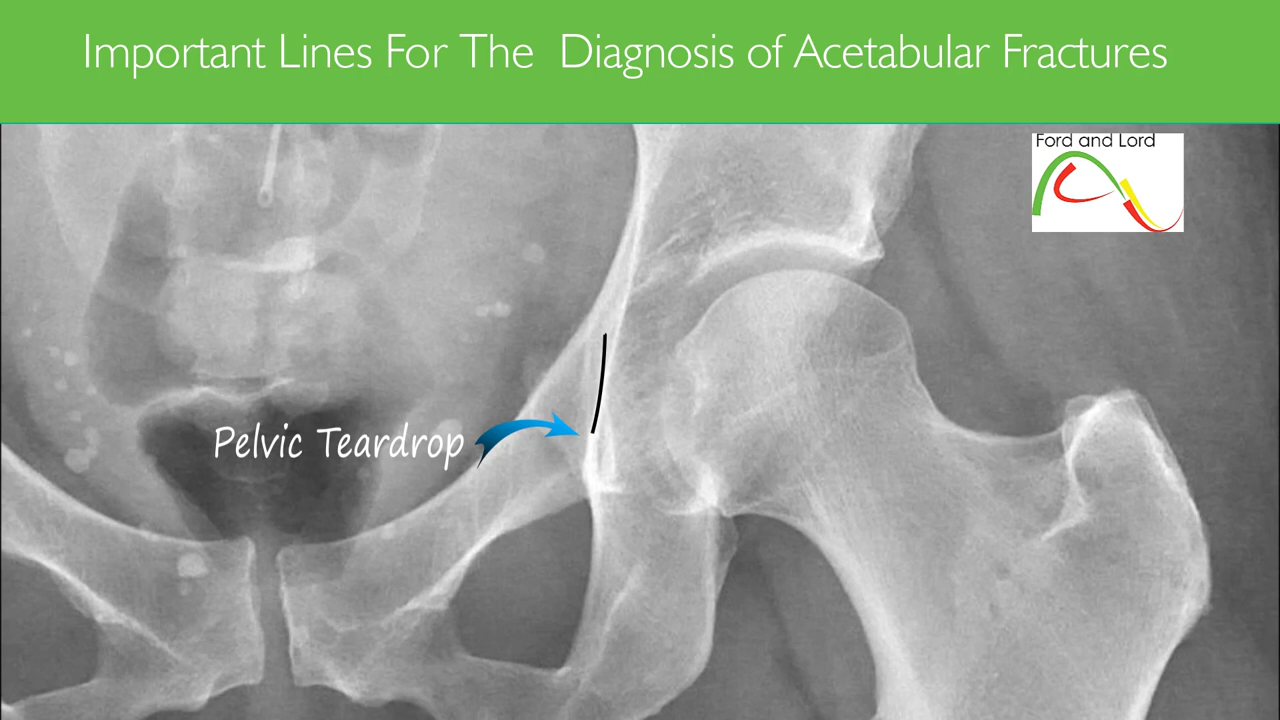 Important Lines For The  Diagnosis of Acetabular Fractures
Ford and Lord
Pelvic Teardrop